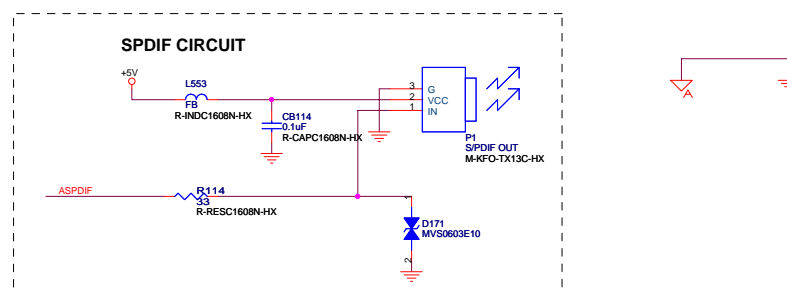 SPDIF CIRCUIT
+5V
L553
FB
R-INDC1608N-HX
CB114
0.1uF
R-CAPC1608N-HX
3
2
1
G
VCC
IN
P1
S/PDIF OUT
M-KFO-TX13C-HX
A
ASPDIF
R114
33
R-RESC1608N-HX
1
D171
MVS0603E10
2